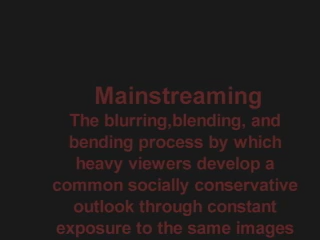 Mainstreaming
The blurring,blending, and
bending process by which
heavy viewers develop a
common socially conservative
outlook through constant
exposure to the same images